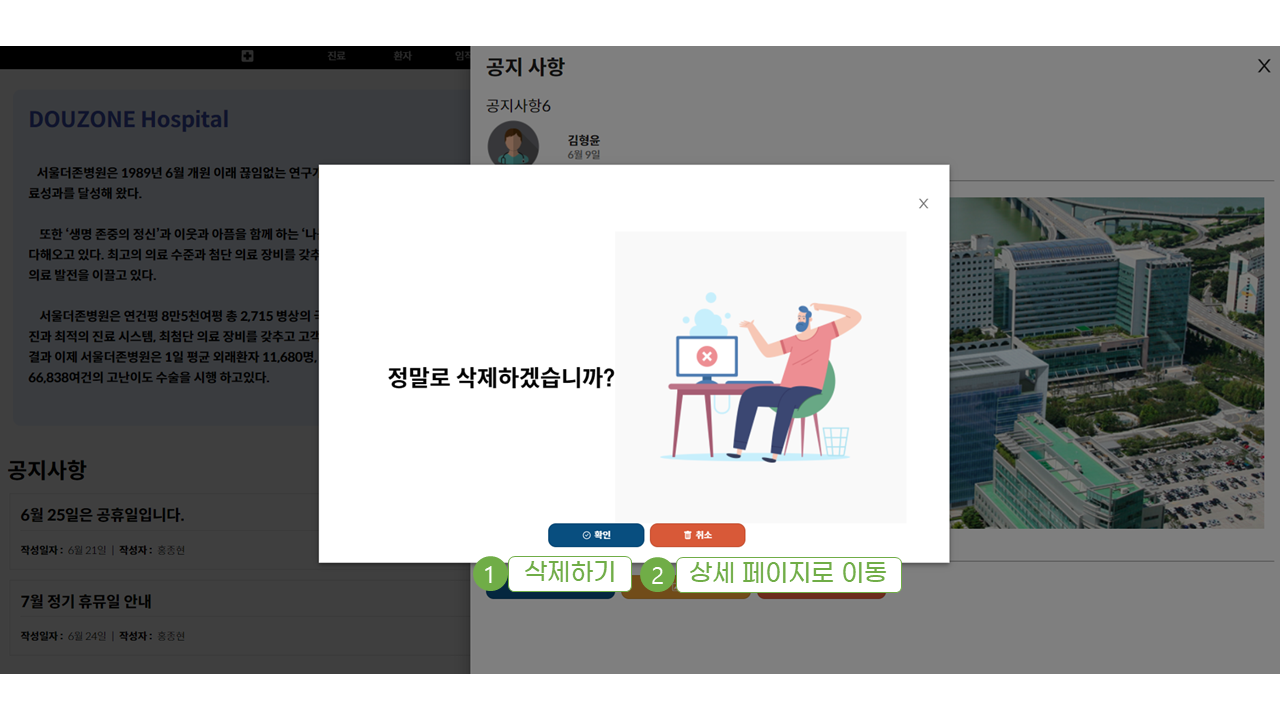 진료 환자
공지 사항
X
공지사항6
김형윤
6월 9일
DOUZONE Hospital
서울더존병원은 1989년 6월 개원 이래 끊임없는
료성과를 달성해 왔다.
또한 ‘생명 존중의 정신’과 이웃과 아픔을 함께 하는
다해오고 있다. 최고의 의료 수준과 첨단 의료 장비를
의료 발전을 이끌고 있다.
서울더존병원은 연건평 8만5천여평 총 2,715 병상의
진과 최적의 진료 시스템, 최첨단 의료 장비를 갖추고
결과 이제 서울더존병원은 1일 평균 외래환자 11,680명,
66,838여건의 고난이도 수술을 시행 하고있다.
X
정말로 삭제하겠습니까?
확인 취소
1 삭제하기 2 상세 페이지로 이동
공지사항
6월 25일은 공휴일입니다.
작성일자 : 6월 21일 | 작성자 : 홍종현
7월 정기 휴뮤일 안내
작성일자 : 6월 24일 | 작성자 : 홍종현